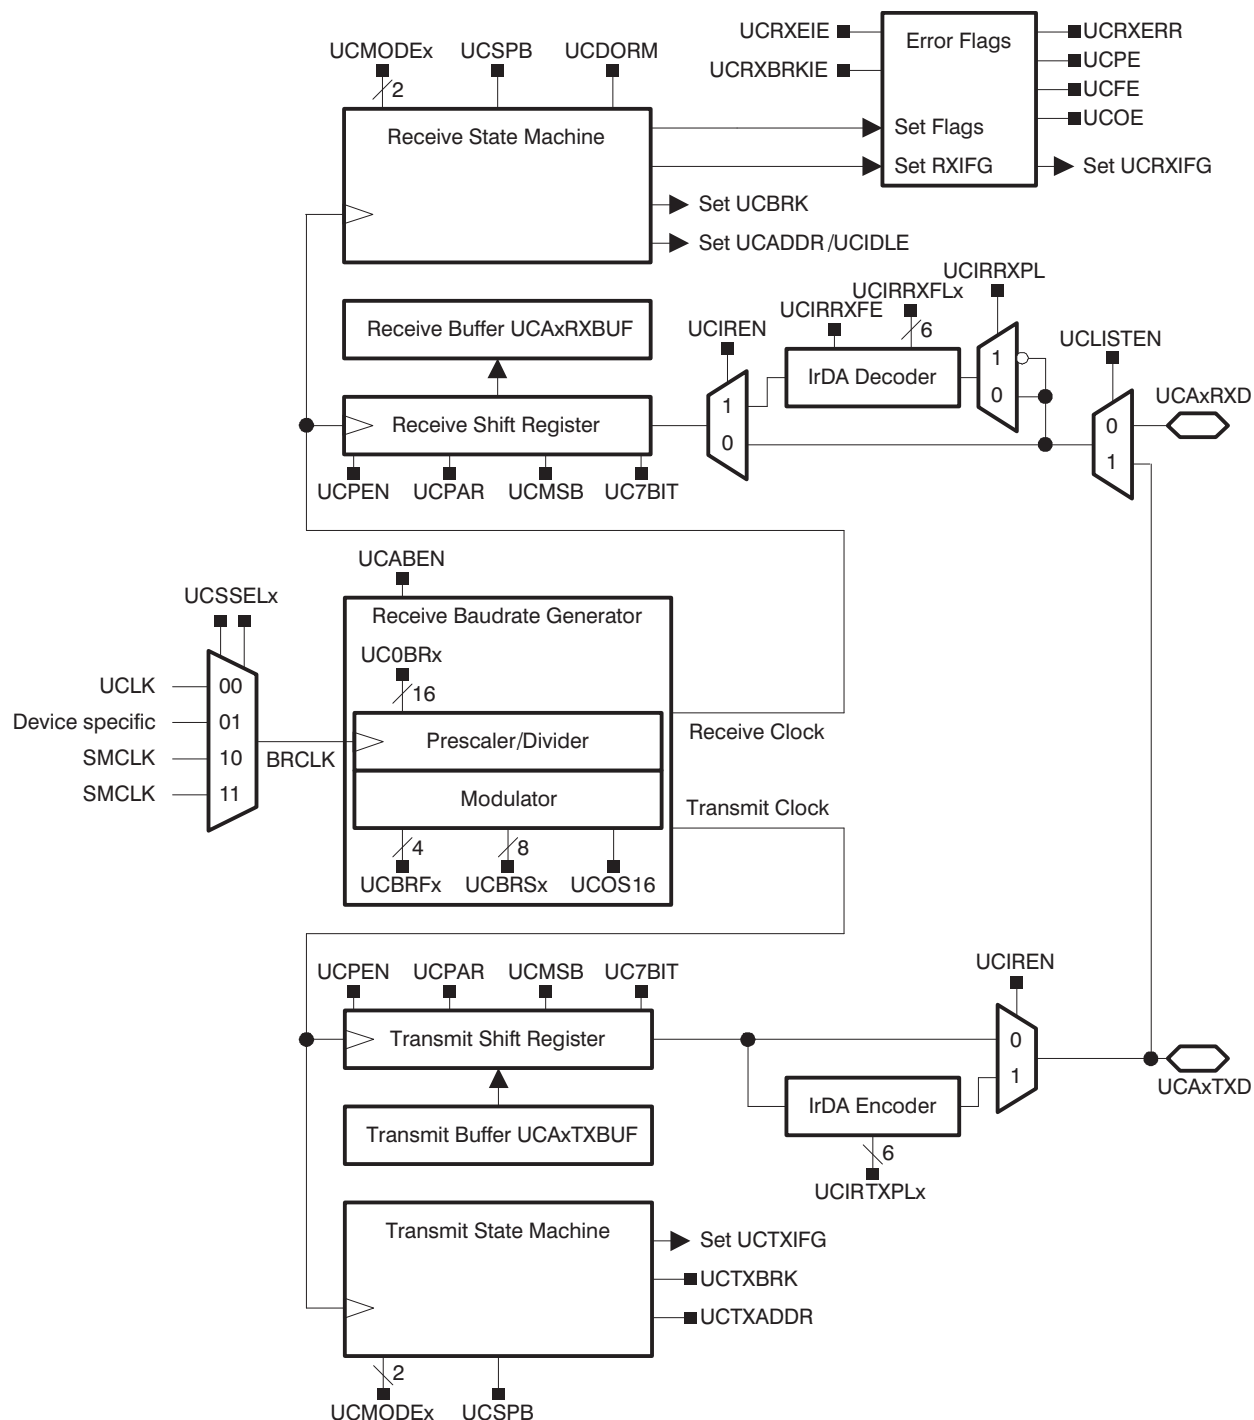 UCRXEIE
Error Flags
UCRXERR
UCMODEx
UCSPB
UCDORM
UCRXBRKIE
UCPE
2
UCFE
UCOE
Receive State Machine
Set Flags
Set RXIFG
Set UCRXIFG
Set UCBRK
Set UCADDR /UCIDLE
UCIRRXPL
UCIRRXFLx
UCIRRXFE
6
Receive Buffer UCAxRXBUF
UCIREN
UCLISTEN
1
IrDA Decoder
0
UCAxRXD
1
0
Receive Shift Register
0
1
UCPEN
UCPAR
UCMSB
UC7BIT
UCABEN
UCSSELx
Receive Baudrate Generator
UC0BRx
16
UCLK
00
Device specific
01
SMCLK
10
SMCLK
11
BRCLK
Prescaler/Divider
Receive Clock
Modulator
Transmit Clock
4
8
UCBRFx
UCBRSx
UCOS16
UCPEN
UCPAR
UCMSB
UC7BIT
UCIREN
Transmit Shift Register
0
1
UCAxTXD
IrDA Encoder
Transmit Buffer UCAxTXBUF
6
UCIRTXPLx
Transmit State Machine
Set UCTXIFG
UCTXBRK
UCTXADDR
2
UCMODEx
UCSPB